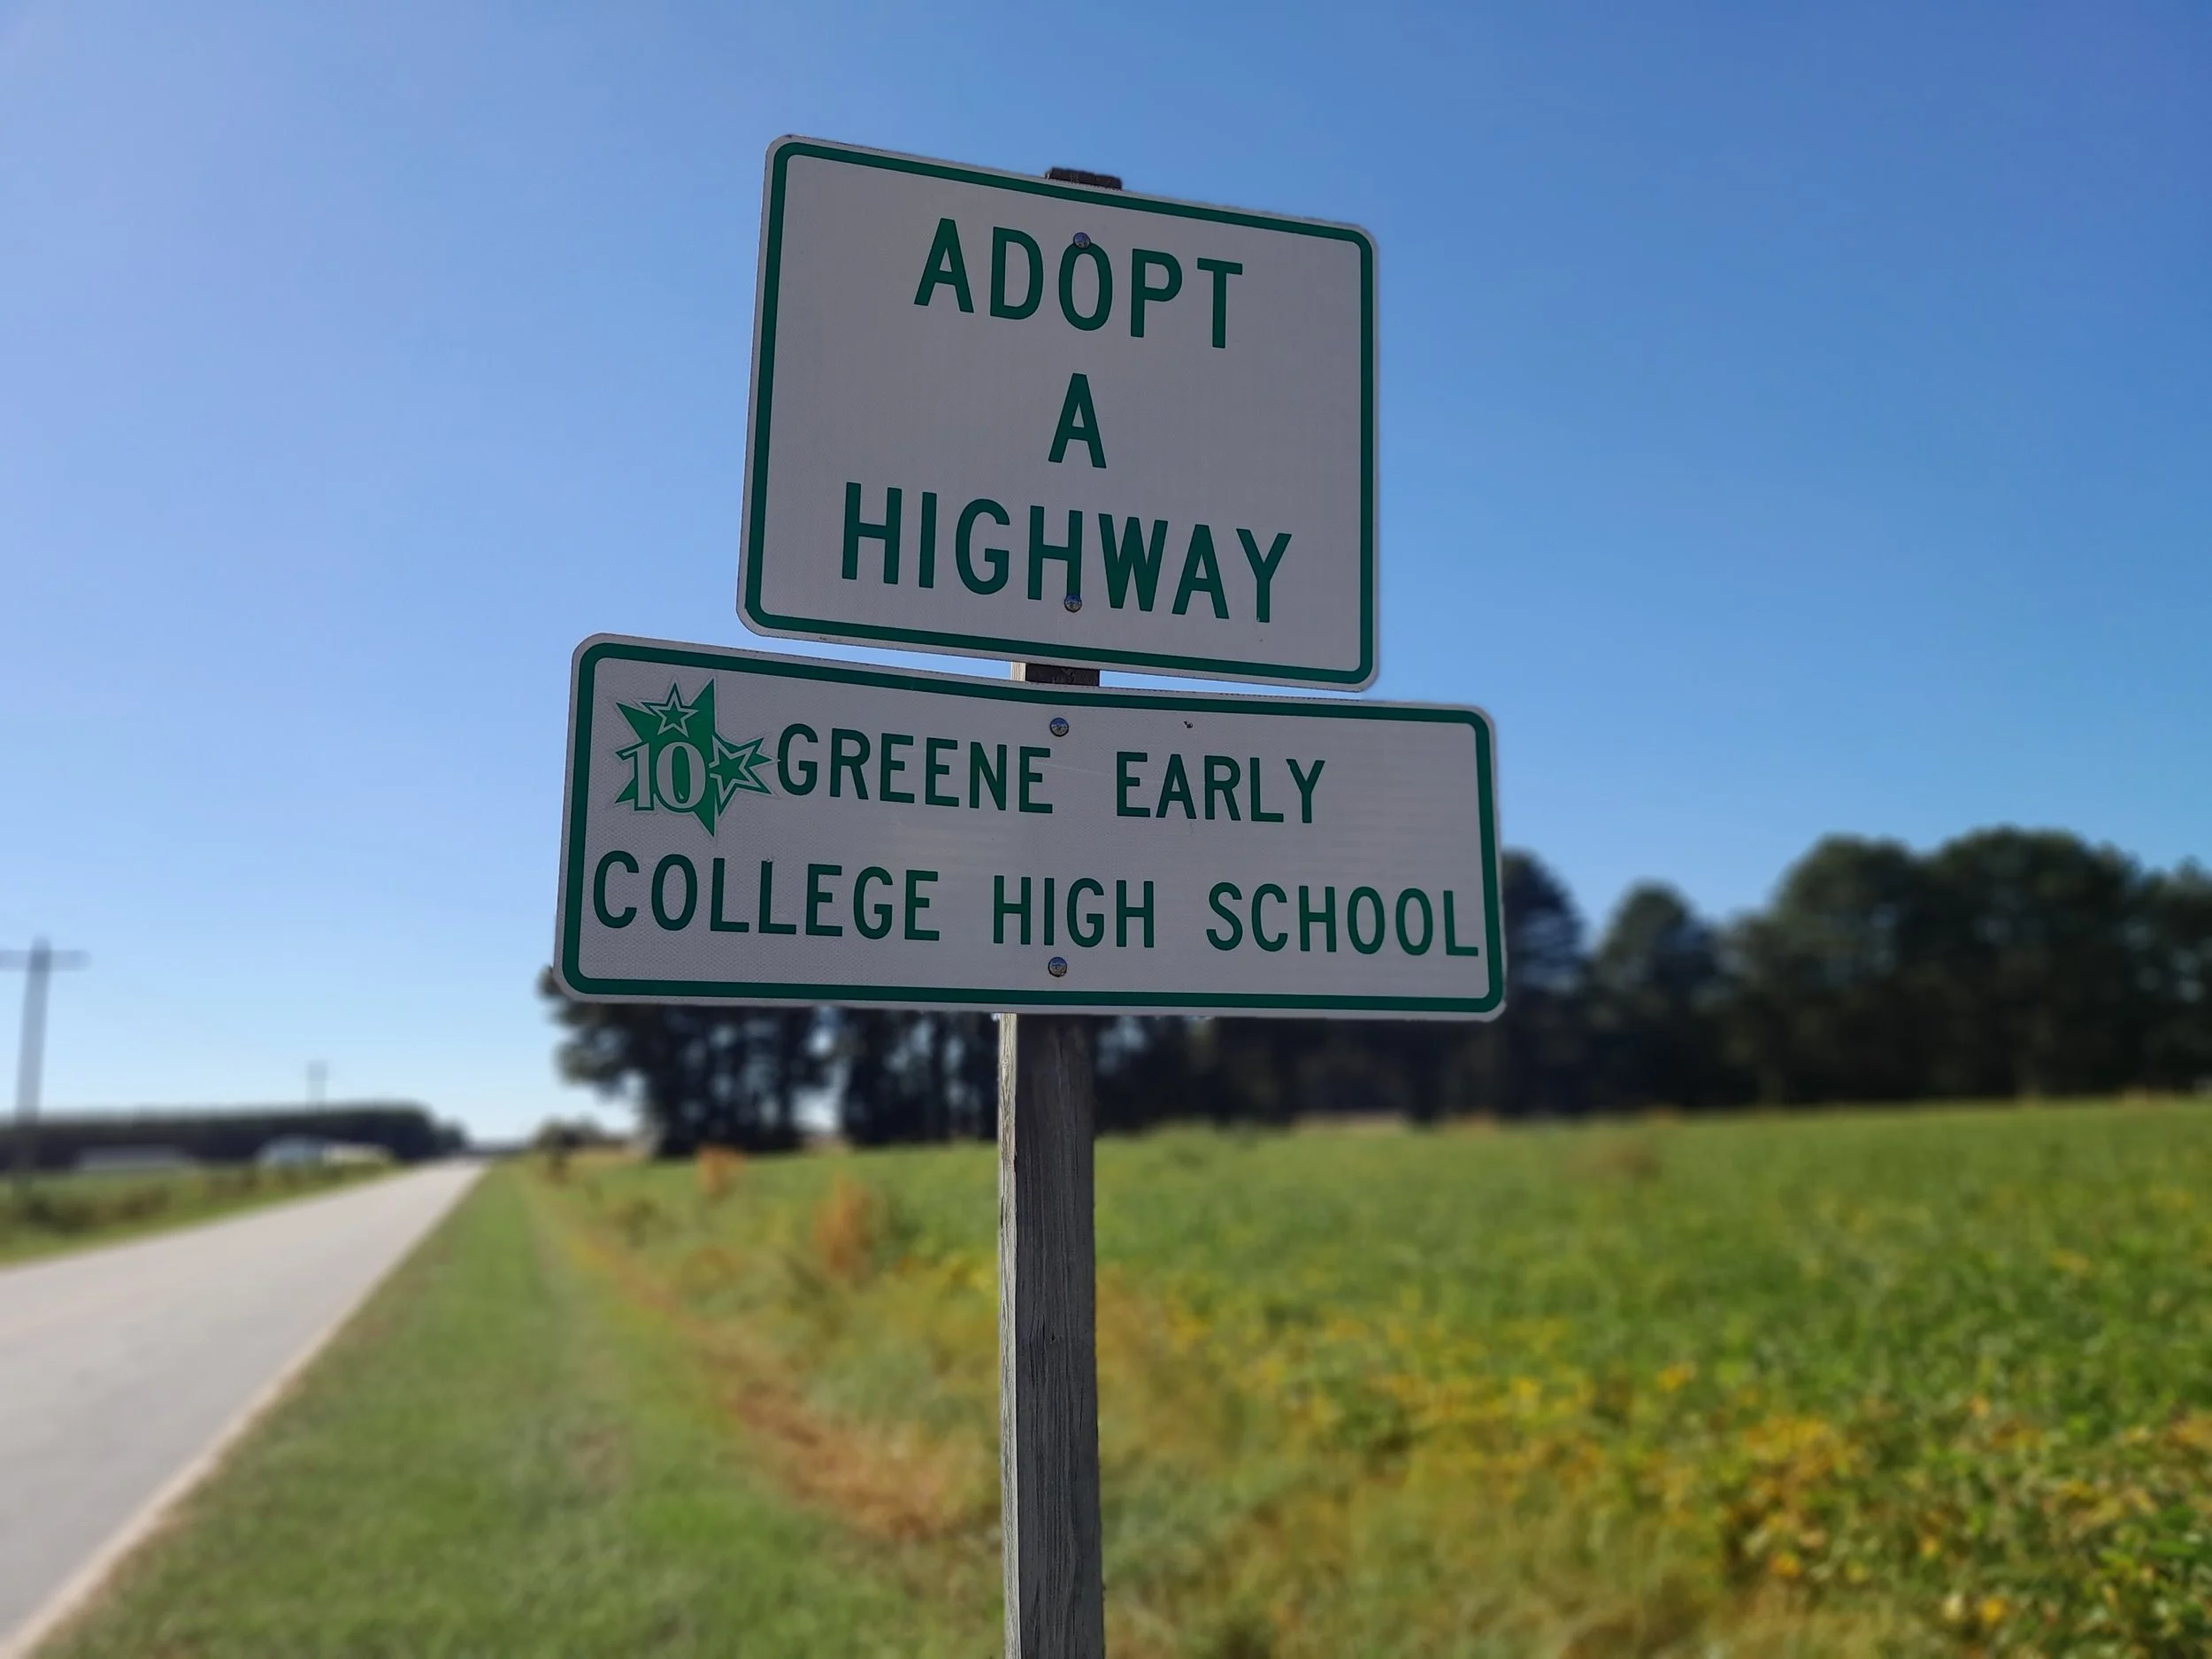 ADOPT
A
HIGHWAY
10 GREENE EARLY
COLLEGE HIGH SCHOOL